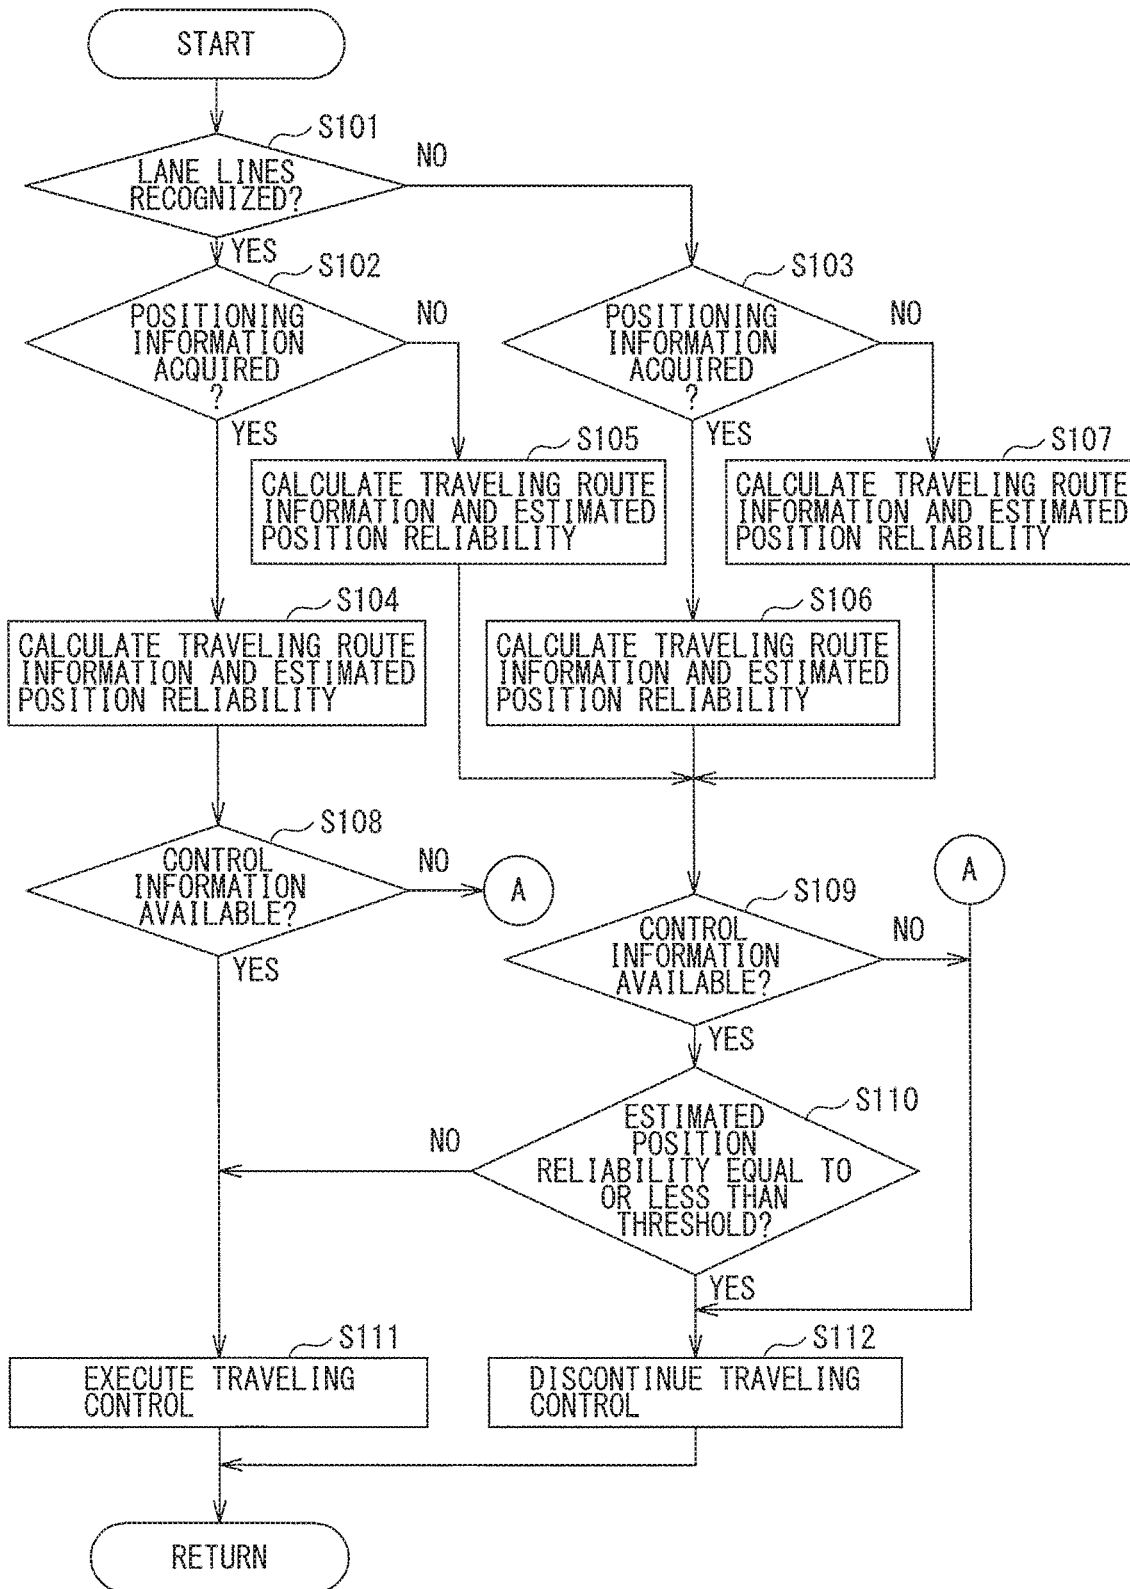 START
S101
LANE LINES
RECOGNIZED?
NO
YES
S102
POSITIONING
INFORMATION
ACQUIRED
?
NO
YES
S103
POSITIONING
INFORMATION
ACQUIRED
?
NO
YES
S105
CALCULATE TRAVELING ROUTE
INFORMATION AND ESTIMATED
POSITION RELIABILITY
S107
CALCULATE TRAVELING ROUTE
INFORMATION AND ESTIMATED
POSITION RELIABILITY
S104
CALCULATE TRAVELING ROUTE
INFORMATION AND ESTIMATED
POSITION RELIABILITY
S106
CALCULATE TRAVELING ROUTE
INFORMATION AND ESTIMATED
POSITION RELIABILITY
S108
CONTROL
INFORMATION
AVAILABLE?
NO
A
YES
A
S109
CONTROL
INFORMATION
AVAILABLE?
NO
YES
S110
ESTIMATED
POSITION
RELIABILITY EQUAL TO
OR LESS THAN
THRESHOLD?
NO
YES
S111
EXECUTE TRAVELING
CONTROL
S112
DISCONTINUE TRAVELING
CONTROL
RETURN